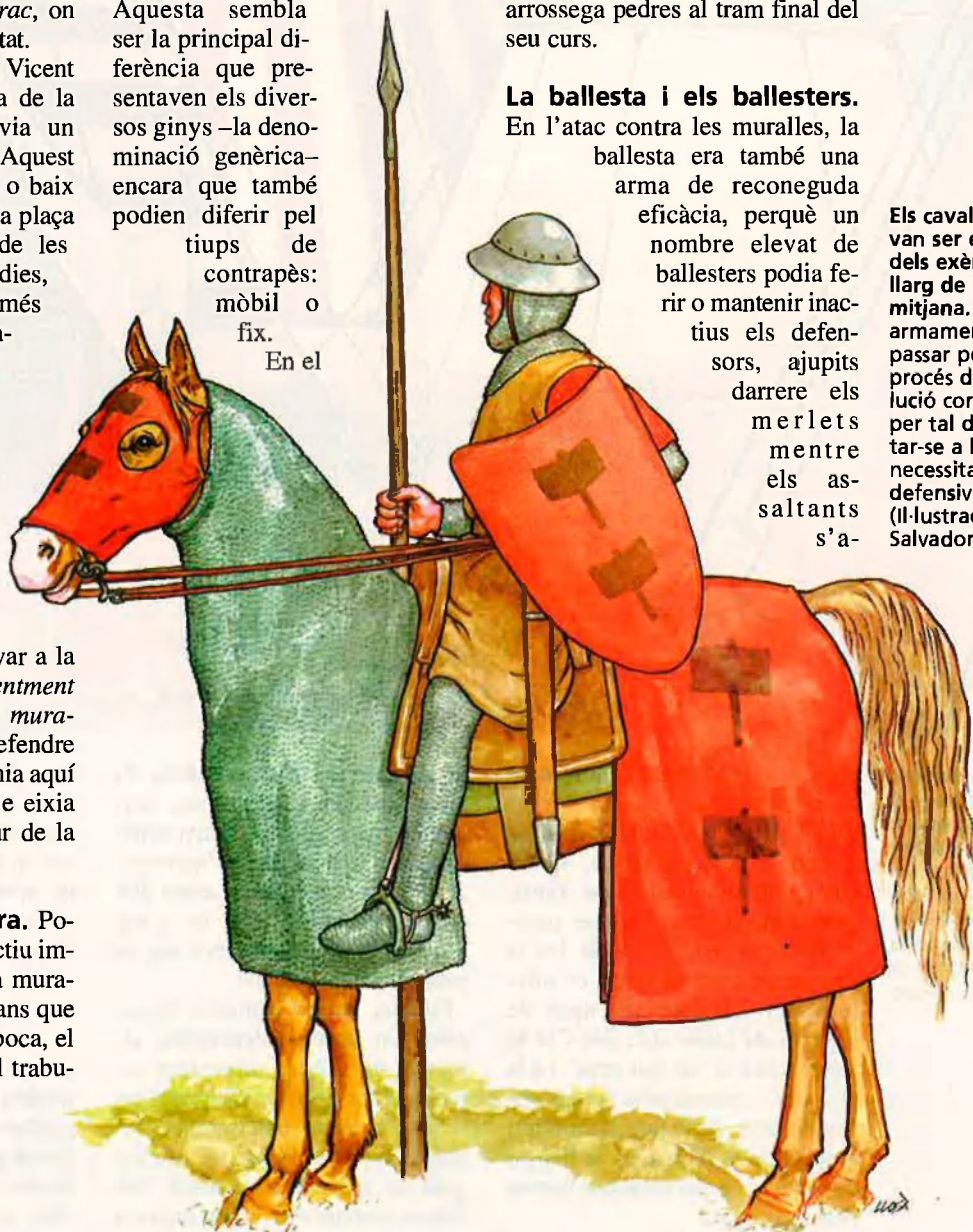 rac, on
tat.
Vicent
a de la
via un
Aquest
o baix
a plaça
de les
dies,
més
n-
var a la
entment
mura-
efendre
nia aquí
e eixia
ur de la
ra. Po-
ctiu im-
a mura-
ans que
poca, el
l trabu-
Aquesta sembla
ser la principal di-
ferència que pre-
sentaven els diver-
sos ginys –la deno-
minació genèrica–
encara que també
podien diferir pel
tiups de
contrapès:
mòbil o
fix.
En el
arrossega pedres al tram final del
seu curs.
La ballesta i els ballesters.
En l’atac contra les muralles, la
ballesta era també una
arma de reconeguda
eficàcia, perquè un
nombre elevat de
ballesters podia fe-
rir o mantenir inac-
tius els defen-
sors, ajupits
darrere els
merlets
mentre
els as-
saltants
s’a-
Els caval
van ser e
dels exèr
llarg de
mitjana.
armamen
passar pe
procés d
lució cor
per tal d
tar-se a l
necessita
defensiv
(Il·lustrac
Salvador